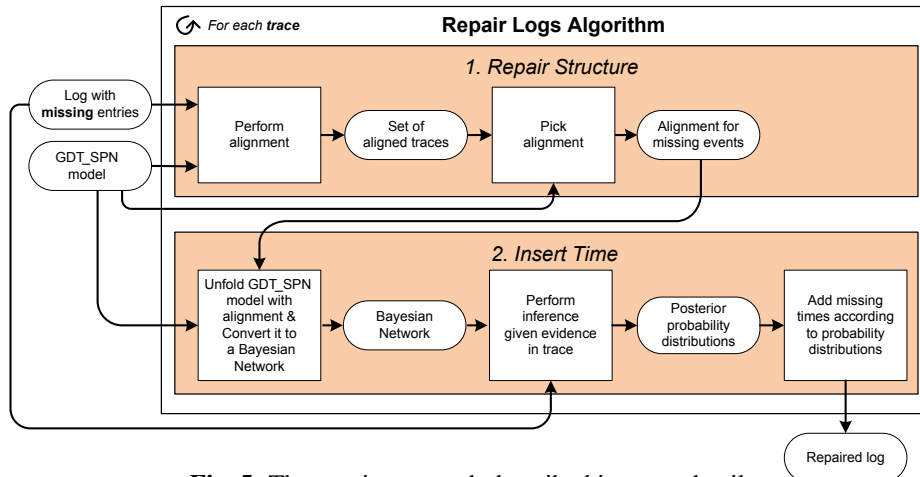 For each trace
Repair Logs Algorithm
1. Repair Structure
Log with
missing entries
GDT_SPN
model
Perform
alignment
Set of
aligned traces
Pick
alignment
Alignment for
missing events
2. Insert Time
Unfold GDT_SPN
model with
alignment &
Convert it to
a Bayesian
Network
Bayesian
Network
Perform
inference
given evidence
in trace
Posterior
probability
distributions
Add missing
times according
to probability
distributions
Repaired log
Fig. 5. The